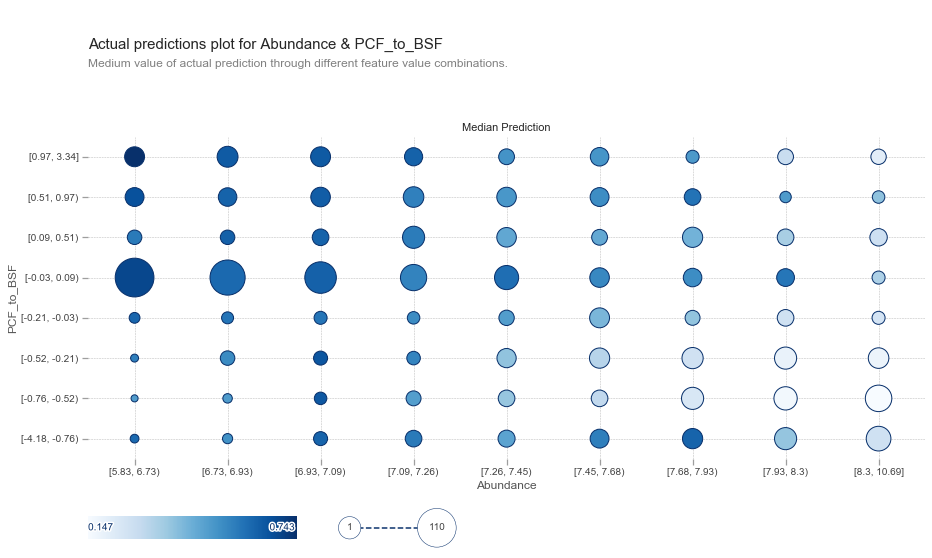 Actual predictions plot for Abundance & PCF_to_BSF
Medium value of actual prediction through different feature value combinations.
Median Prediction
[0.97, 3.34]
[0.51, 0.97)
[0.09, 0.51)
[-0.03, 0.09)
[-0.21, -0.03)
[-0.52, -0.21)
[-0.76, -0.52)
[-4.18, -0.76)
PCF_to_BSF
[5.83, 6.73) [6.73, 6.93) [6.93, 7.09) [7.09, 7.26) [7.26, 7.45) [7.45, 7.68) [7.68, 7.93) [7.93, 8.3) [8.3, 10.69]
Abundance
0.147 0.743 1 110